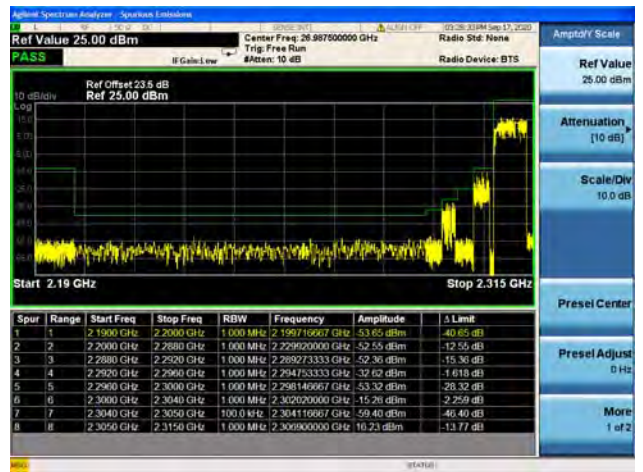 Agilent Spectrum Analyzer - Spurious Emissions
Ref Value 25.00 dBm
Center Freq: 26.987500000 GHz
Trig: Free Run
#Atten: 10 dB
IFGain:Low
ALIGN OFF
03:28:33 PM Sep 17, 2020
Radio Std: None
Radio Device: BTS
PASS
Ref Offset 23.5 dB
Ref 25.00 dBm
10 dB/div
Log
Start 2.19 GHz
Stop 2.315 GHz
Spur Range Start Freq Stop Freq RBW Frequency Amplitude Δ Limit
1 1 2.1900 GHz 2.2000 GHz 1.000 MHz 2.199716667 GHz -53.65 dBm -40.65 dB
2 2 2.2000 GHz 2.2880 GHz 1.000 MHz 2.229920000 GHz -52.55 dBm -12.55 dB
3 3 2.2880 GHz 2.2920 GHz 1.000 MHz 2.289273333 GHz -52.36 dBm -15.36 dB
4 4 2.2920 GHz 2.2960 GHz 1.000 MHz 2.294753333 GHz -32.62 dBm -1.618 dB
5 5 2.2960 GHz 2.3000 GHz 1.000 MHz 2.298146667 GHz -53.32 dBm -28.32 dB
6 6 2.3000 GHz 2.3040 GHz 1.000 MHz 2.302020000 GHz -15.26 dBm -2.259 dB
7 7 2.3040 GHz 2.3050 GHz 100.0 kHz 2.304116667 GHz -59.40 dBm -46.40 dB
8 8 2.3050 GHz 2.3150 GHz 1.000 MHz 2.306900000 GHz 16.23 dBm -13.77 dB
MSG
STATUS
Amptd/Y Scale
Ref Value
25.00 dBm
Attenuation
[10 dB]
Scale/Div
10.0 dB
Presel Center
Presel Adjust
0 Hz
More
1 of 2